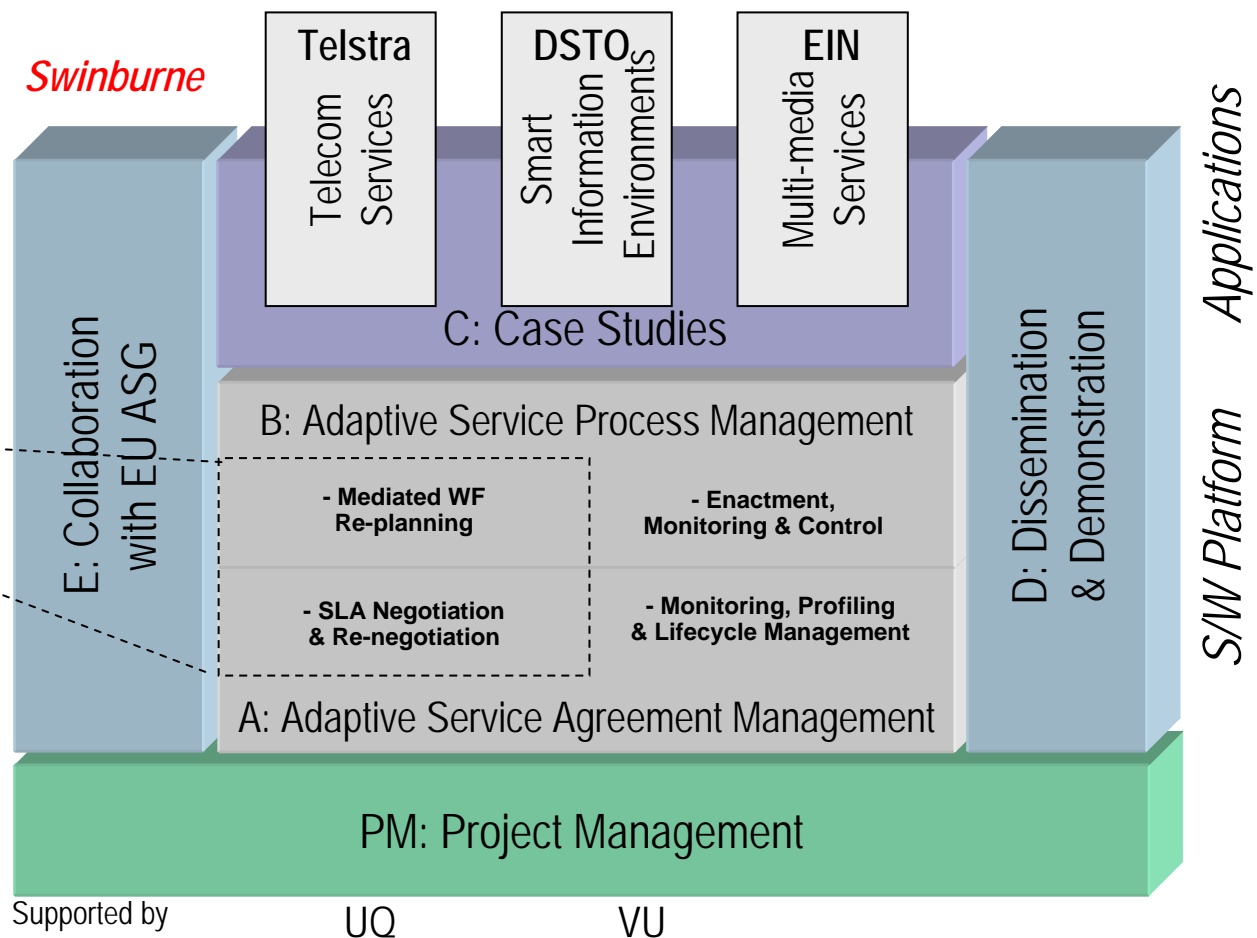 Swinburne
Telstra
Telecom
Services
DSTO
Smart
Information
Environments
EIN
Multi-media
Services
C: Case Studies
Applications
E: Collaboration
with EU ASG
B: Adaptive Service Process Management
- Mediated WF
Re-planning
- Enactment,
Monitoring & Control
- SLA Negotiation
& Re-negotiation
- Monitoring, Profiling
& Lifecycle Management
A: Adaptive Service Agreement Management
D: Dissemination
& Demonstration
S/W Platform
PM: Project Management
Supported by
UQ
VU